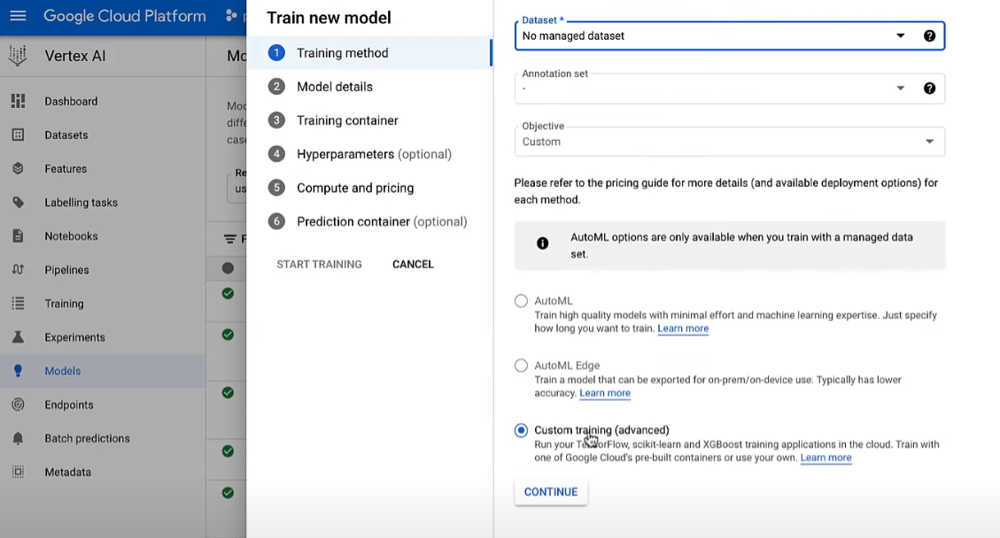 Google Cloud Platform
Vertex AI
Dashboard
Datasets
Features
Labelling tasks
Notebooks
Pipelines
Training
Experiments
Models
Endpoints
Batch predictions
Metadata
Mo
Moc
diffe
case
Re
us
F
Train new model
1 Training method
2 Model details
3 Training container
4 Hyperparameters (optional)
5 Compute and pricing
6 Prediction container (optional)
START TRAINING CANCEL
Dataset *
No managed dataset
Annotation set
-
Objective
Custom
Please refer to the pricing guide for more details (and available deployment options) for
each method.
AutoML options are only available when you train with a managed data
set.
AutoML
Train high quality models with minimal effort and machine learning expertise. Just specify
how long you want to train. Learn more
AutoML Edge
Train a model that can be exported for on-prem/on-device use. Typically has lower
accuracy. Learn more
Custom training (advanced)
Run your TensorFlow, scikit-learn and XGBoost training applications in the cloud. Train with
one of Google Cloud's pre-built containers or use your own. Learn more
CONTINUE